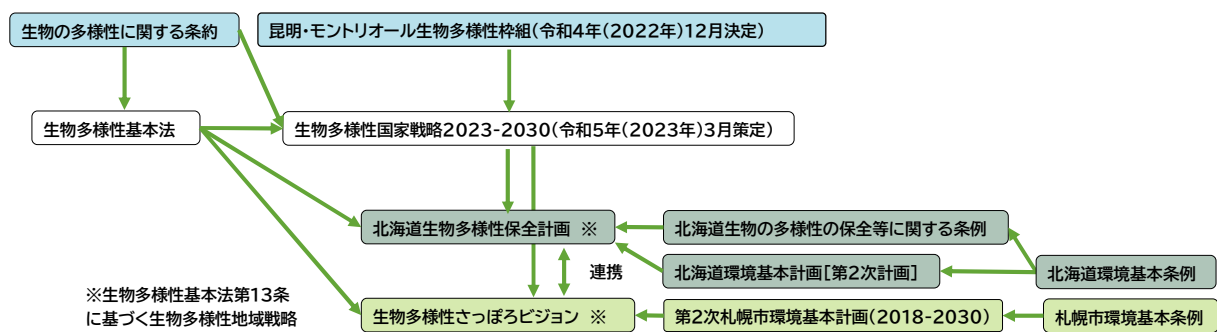 生物の多様性に関する条約
昆明・モントリオール生物多様性枠組(令和4年(2022年)12月決定)
生物多様性基本法
生物多様性国家戦略2023-2030(令和5年(2023年)3月策定)
北海道生物多様性保全計画 ※
北海道生物の多様性の保全等に関する条例
連携
北海道環境基本計画[第2次計画]
北海道環境基本条例
※生物多様性基本法第13条
に基づく生物多様性地域戦略
生物多様性さっぽろビジョン ※
第2次札幌市環境基本計画(2018-2030)
札幌市環境基本条例